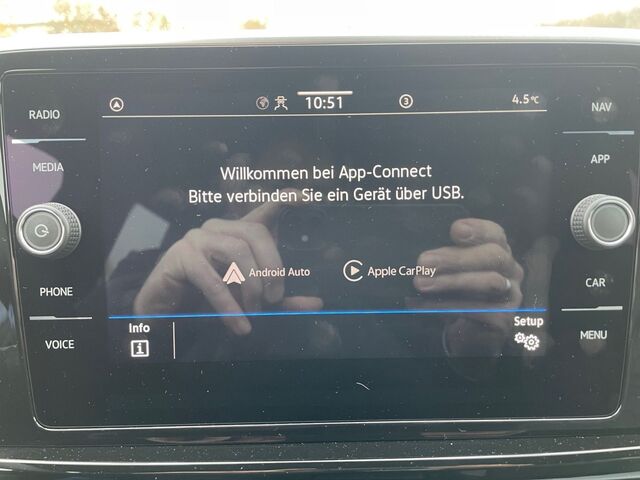 RADIO
MEDIA
PHONE
VOICE
10:51
3
4.5°C
Willkommen bei App-Connect
Bitte verbinden Sie ein Gerät über USB.
Android Auto
Apple CarPlay
Info
Setup
NAV
APP
CAR
MENU